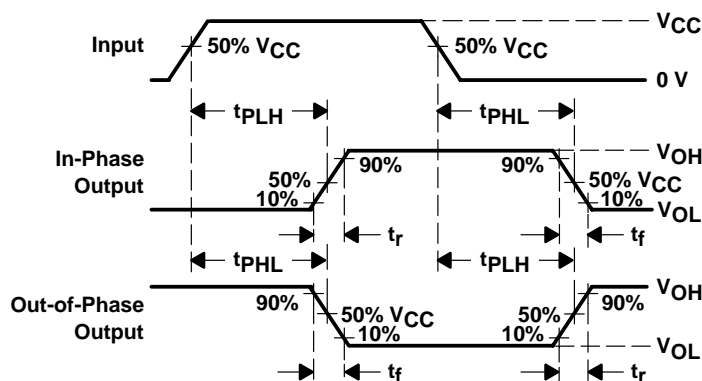 VCC
Input
50% VCC
50% VCC
0 V
tPLH
tPHL
In-Phase
Output
90%
90%
VOH
50%
10%
50% VCC
10%
VOL
tr
tf
tPHL
tPLH
Out-of-Phase
Output
90%
50% VCC
10%
50%
10%
90%
VOH
VOL
tf
tr